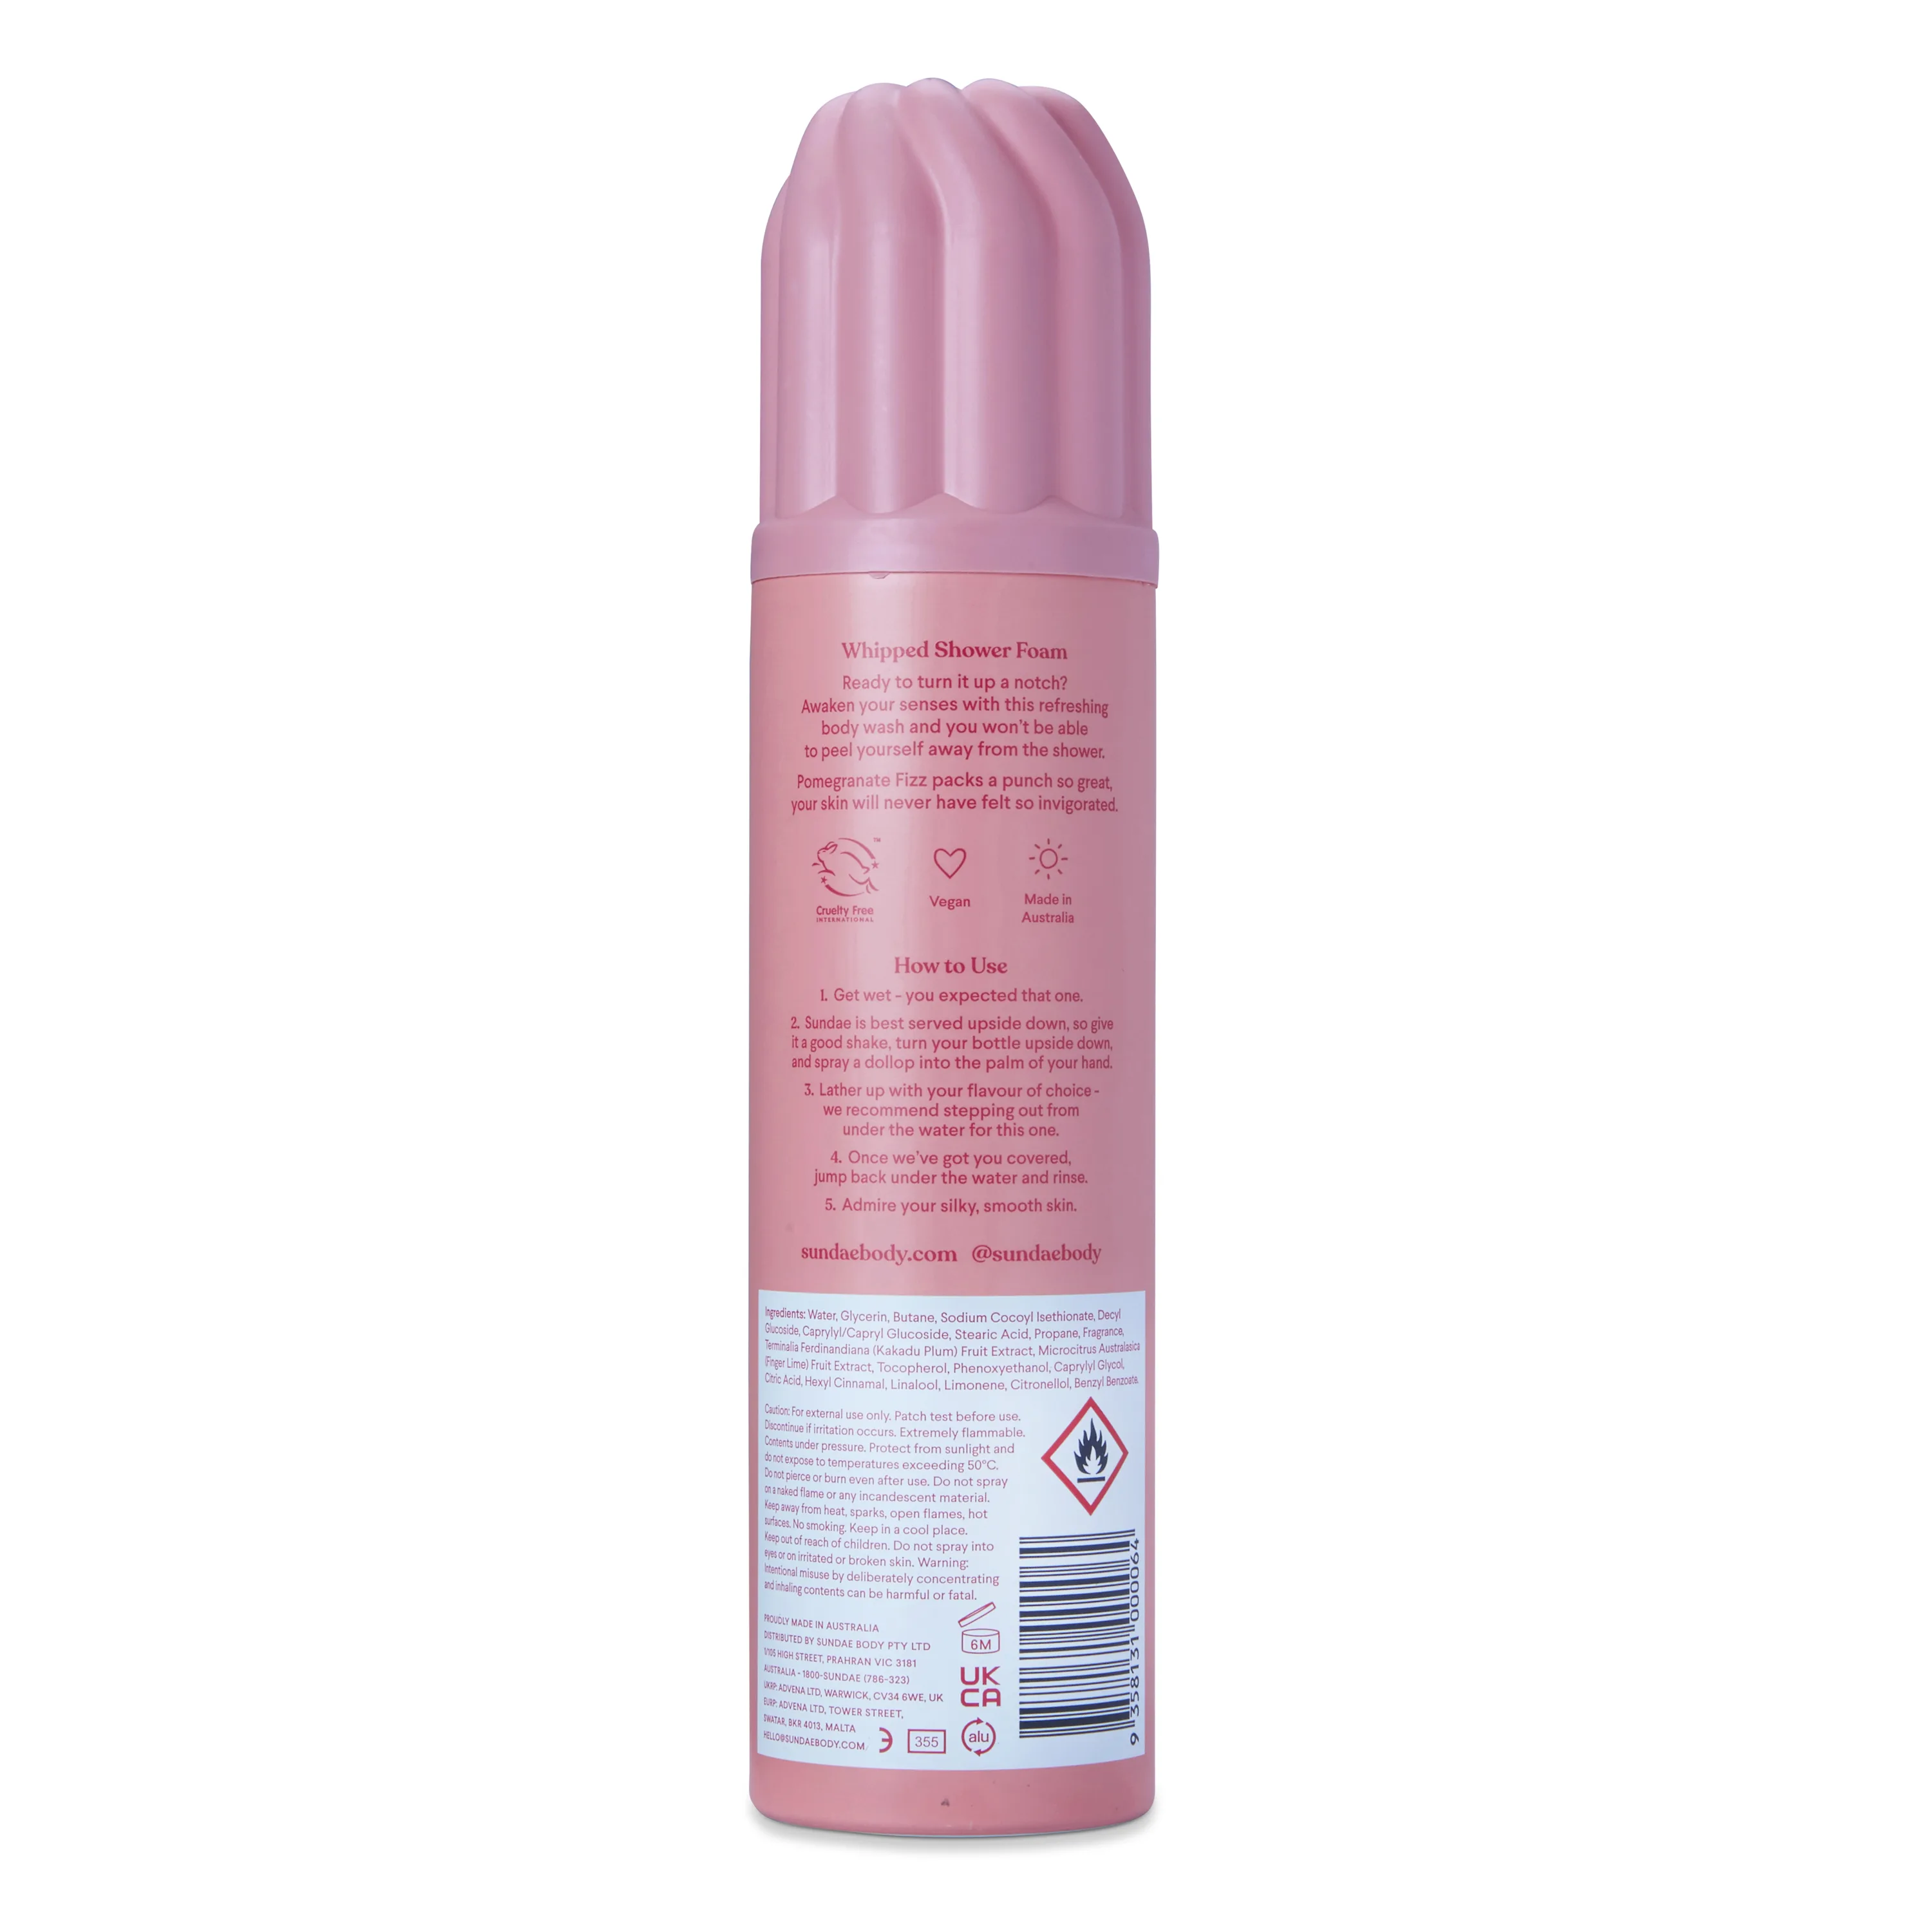 Whipped Shower Foam
Ready to turn it up a notch?
Awaken your senses with this refreshing
body wash and you won't be able
to peel yourself away from the shower.
Pomegranate Fizz packs a punch so great,
your skin will never have felt so invigorated.
TM
Cruelty Free
INTERNATIONAL
Vegan
Made in
Australia
How to Use
1. Get wet - you expected that one.
2. Sundae is best served upside down, so give
it a good shake, turn your bottle upside down,
and spray a dollop into the palm of your hand.
3. Lather up with your flavour of choice -
we recommend stepping out from
under the water for this one.
4. Once we've got you covered,
jump back under the water and rinse.
5. Admire your silky, smooth skin.
sundaebody.com @sundaebody
Ingredients: Water, Glycerin, Butane, Sodium Cocoyl Isethionate, Decyl
Glucoside, Caprylyl/Capryl Glucoside, Stearic Acid, Propane, Fragrance,
Terminalia Ferdinandiana (Kakadu Plum) Fruit Extract, Microcitrus Australasica
(Finger Lime) Fruit Extract, Tocopherol, Phenoxyethanol, Caprylyl Glycol,
Citric Acid, Hexyl Cinnamal, Linalool, Limonene, Citronellol, Benzyl Benzoate.
Caution: For external use only. Patch test before use.
Discontinue if irritation occurs. Extremely flammable.
Contents under pressure. Protect from sunlight and
do not expose to temperatures exceeding 50°C.
Do not pierce or burn even after use. Do not spray
on a naked flame or any incandescent material.
Keep away from heat, sparks, open flames, hot
surfaces. No smoking. Keep in a cool place.
Keep out of reach of children. Do not spray into
eyes or on irritated or broken skin. Warning:
Intentional misuse by deliberately concentrating
and inhaling contents can be harmful or fatal.
PROUDLY MADE IN AUSTRALIA
DISTRIBUTED BY SUNDAE BODY PTY LTD
1/105 HIGH STREET, PRAHRAN VIC 3181
AUSTRALIA - 1800-SUNDAE (786-323)
UKRP: ADVENA LTD, WARWICK, CV34 6WE, UK
EURP: ADVENA LTD, TOWER STREET,
SWATAR, BKR 4013, MALTA
HELLO@SUNDAEBODY.COM
6M
UK
CA
355
alu
9 358131 000064